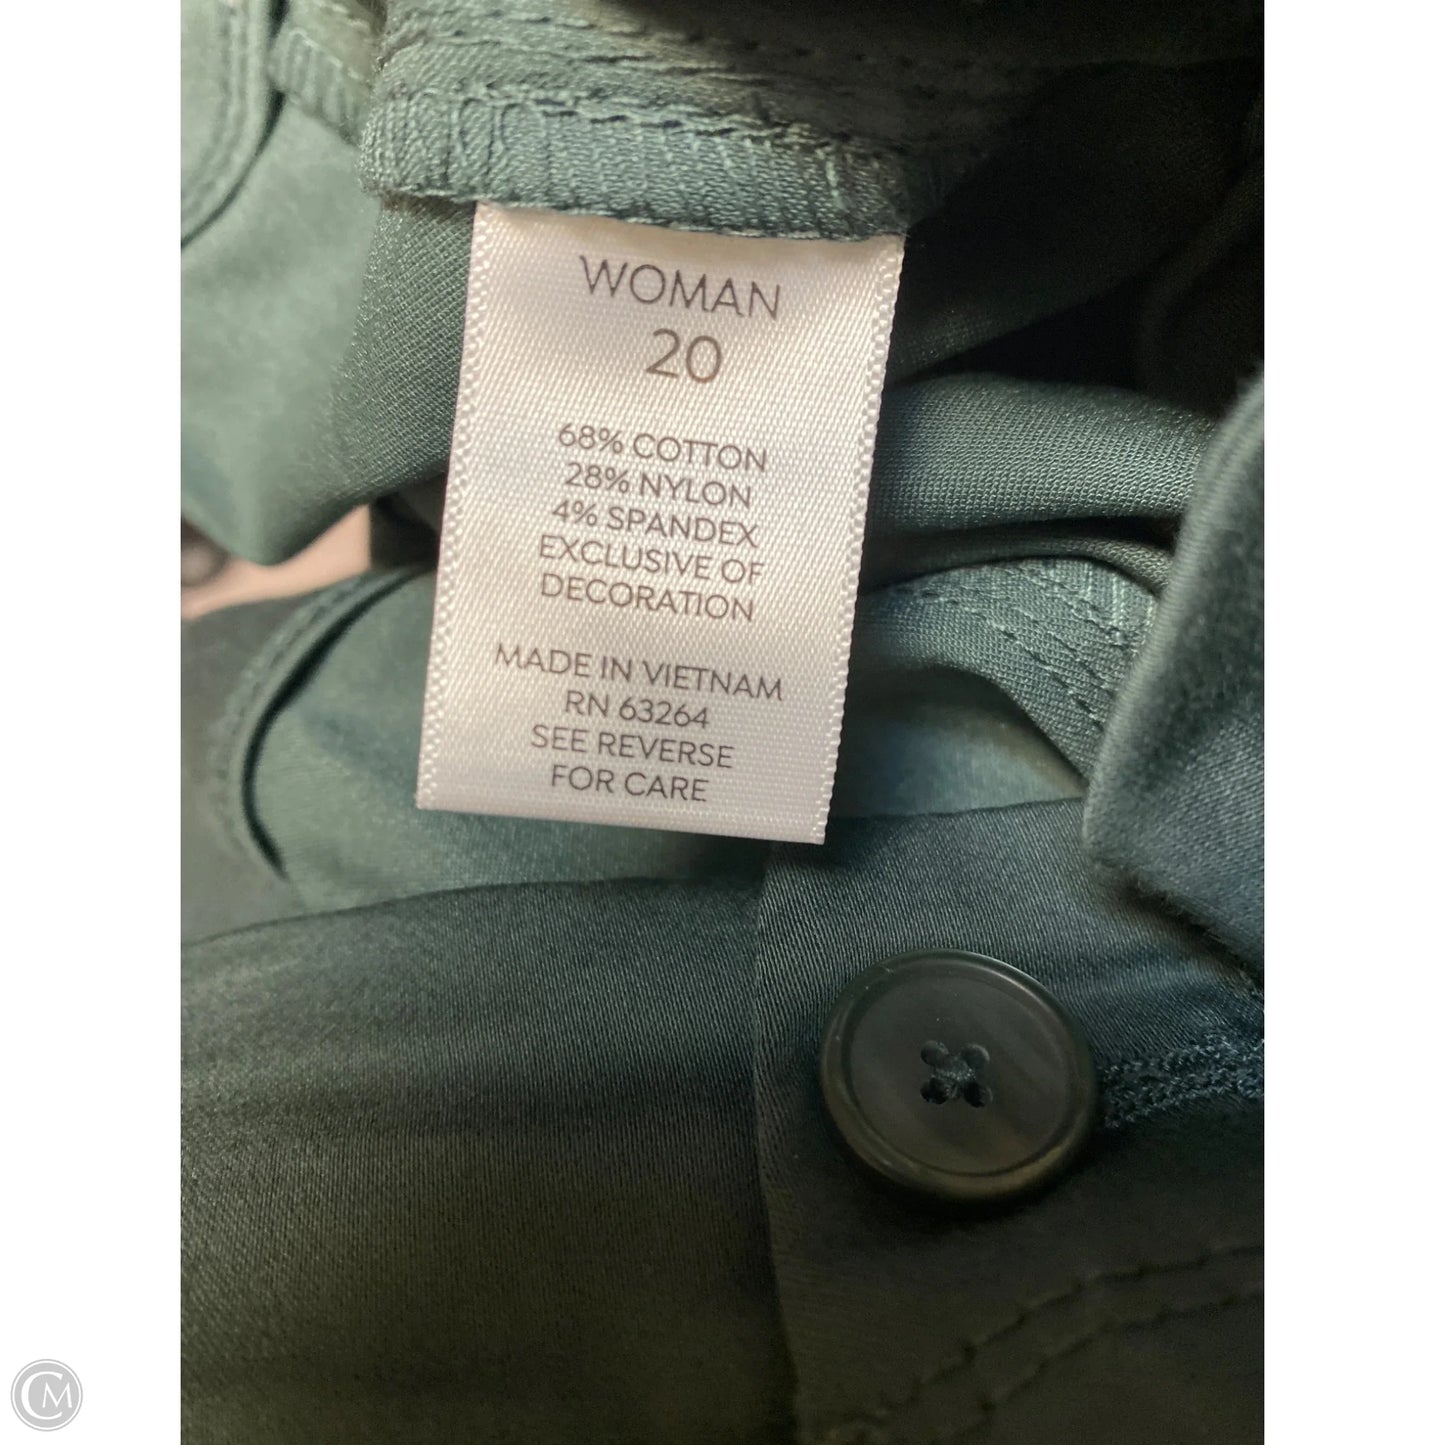 WOMAN
20
68% COTTON
28% NYLON
4% SPANDEX
EXCLUSIVE OF
DECORATION
MADE IN VIETNAM
RN 63264
SEE REVERSE
FOR CARE
CM